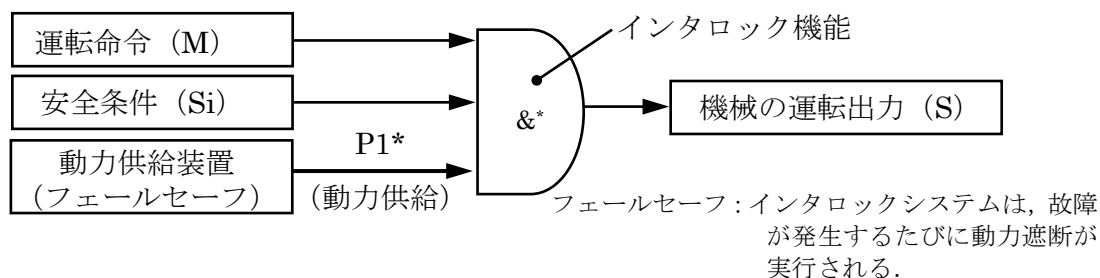 運転命令（M）
インタロック機能
安全条件（Si）
&*
機械の運転出力（S）
動力供給装置
（フェールセーフ）
P1*
（動力供給）
フェールセーフ：インタロックシステムは，故障
が発生するたびに動力遮断が
実行される．